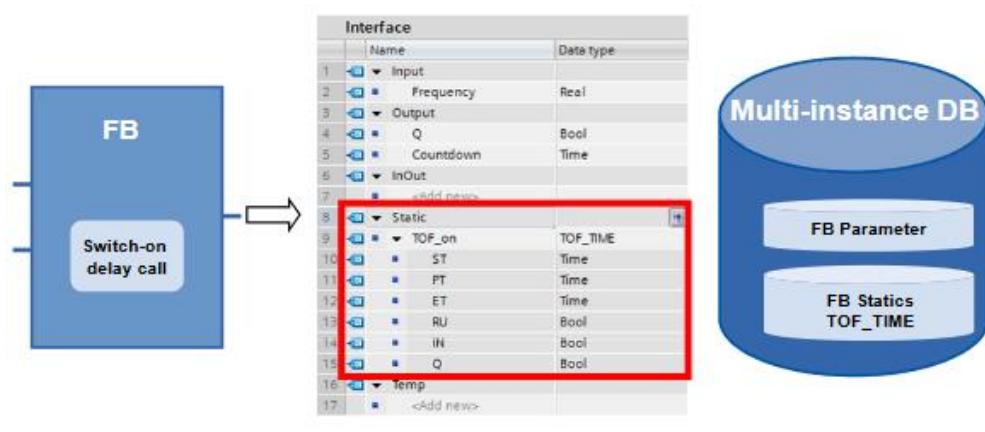 FB
Switch-on
delay call
Interface
Name Data type
1 Input
2 Frequency Real
3 Output
4 Q Bool
5 Countdown Time
6 InOut
7 <Add new>
8 Static
9 TOF_on TOF_TIME
10 ST Time
11 PT Time
12 ET Time
13 RU Bool
14 IN Bool
15 Q Bool
16 Temp
17 <Add new>
Multi-instance DB
FB Parameter
FB Statics
TOF_TIME